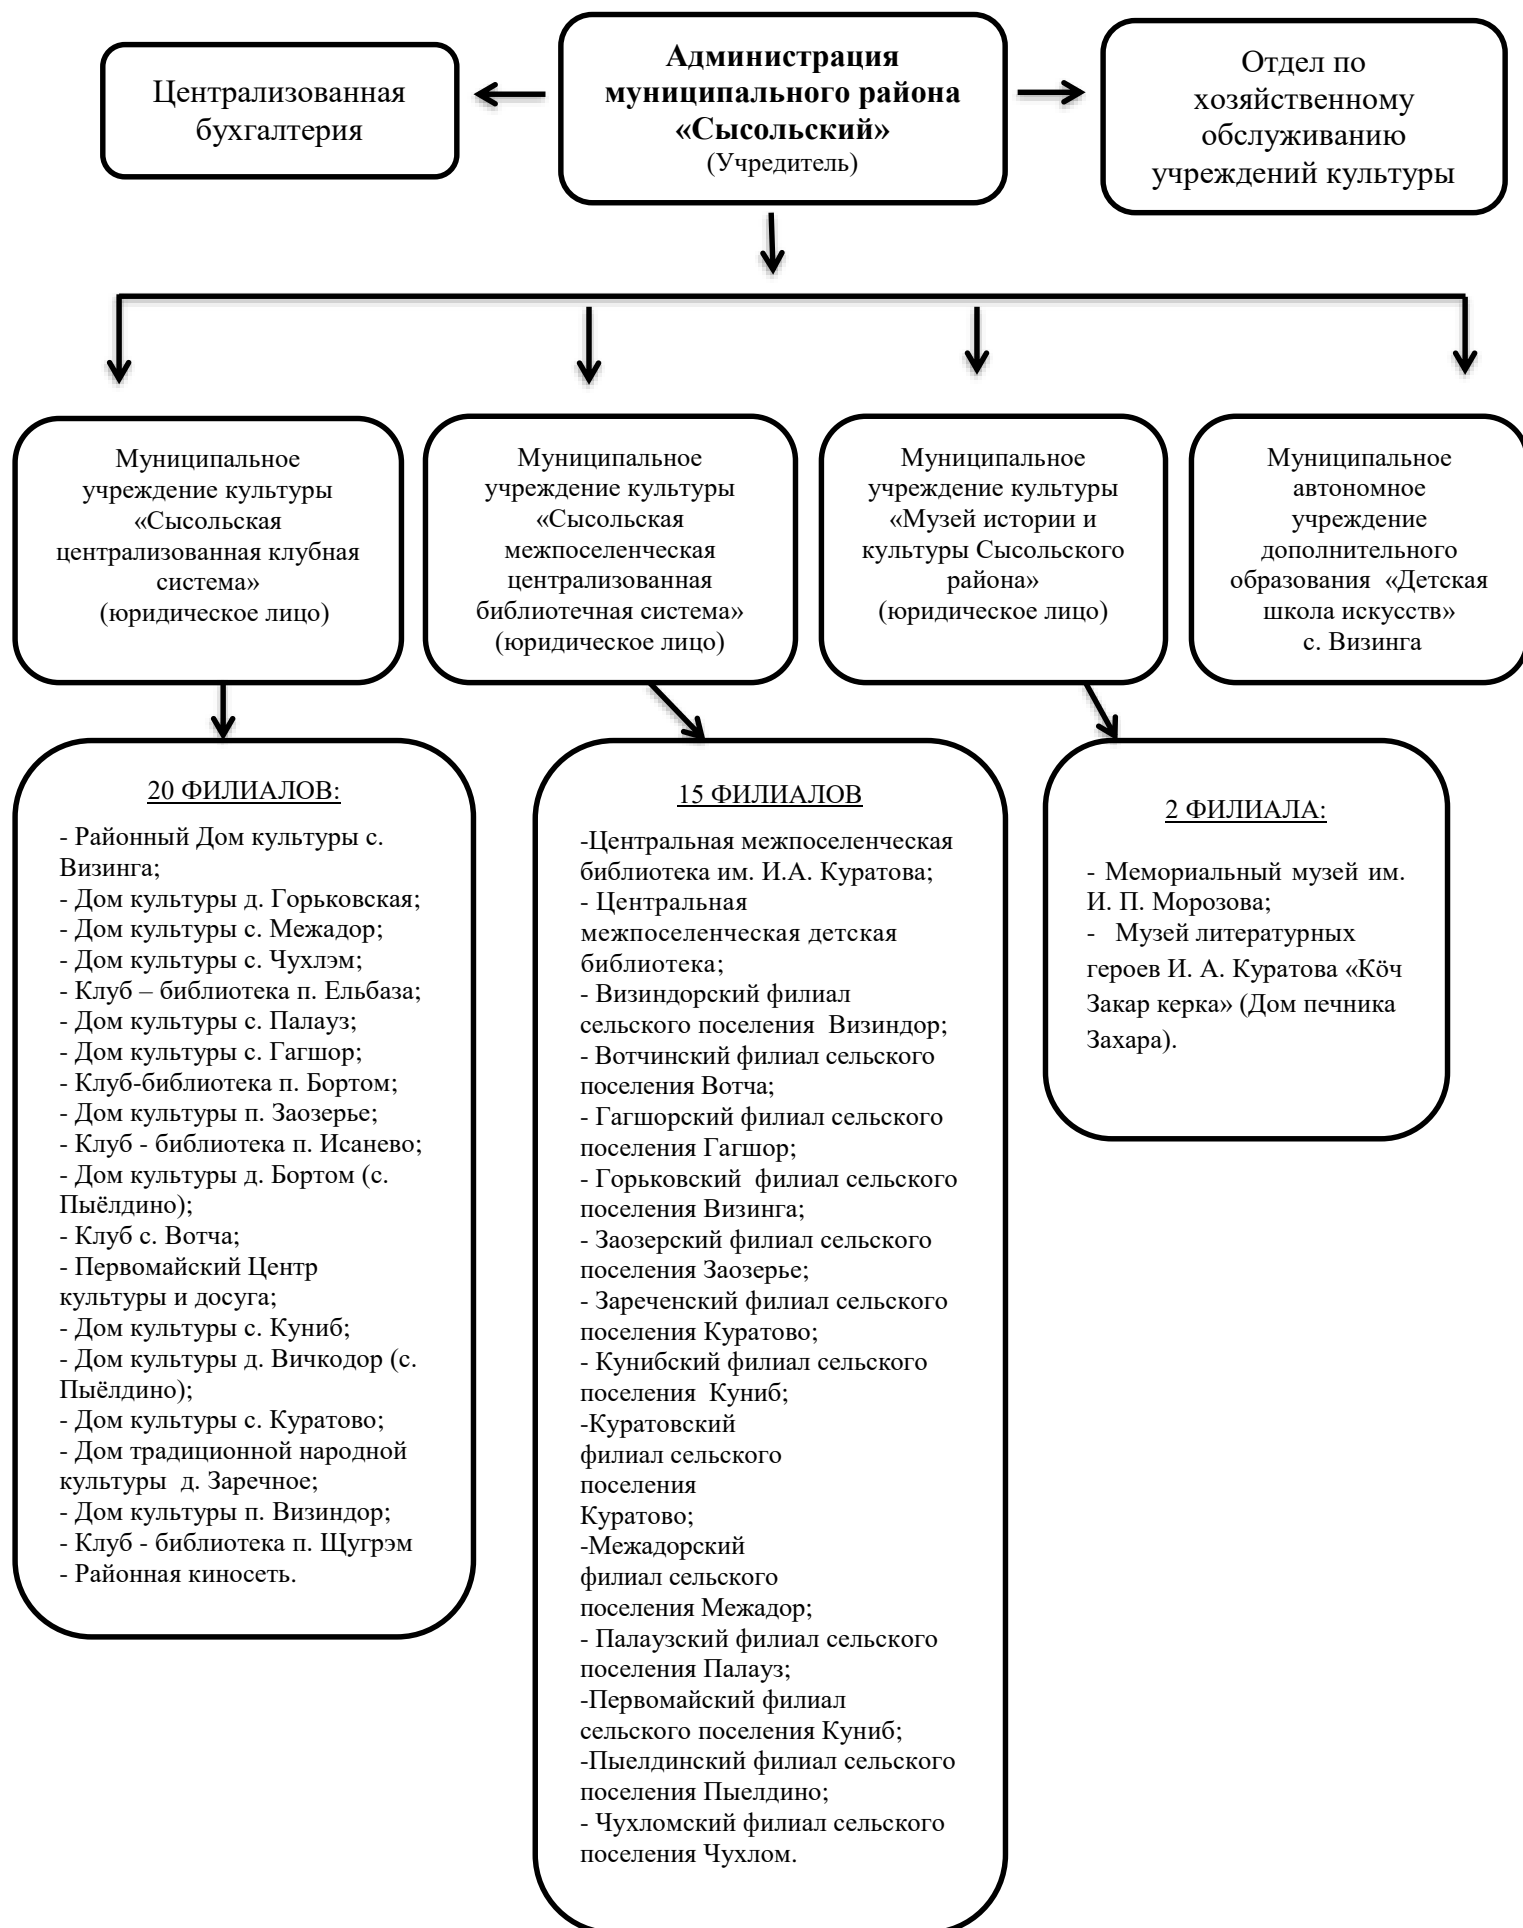 Централизованная
бухгалтерия
Администрация
муниципального района
«Сысольский»
(Учредитель)
Отдел по
хозяйственному
обслуживанию
учреждений культуры
Муниципальное
учреждение культуры
«Сысольская
централизованная клубная
система»
(юридическое лицо)
Муниципальное
учреждение культуры
«Сысольская
межпоселенческая
централизованная
библиотечная система»
(юридическое лицо)
Муниципальное
учреждение культуры
«Музей истории и
культуры Сысольского
района»
(юридическое лицо)
Муниципальное
автономное
учреждение
дополнительного
образования «Детская
школа искусств»
с. Визинга
20 ФИЛИАЛОВ:
- Районный Дом культуры с.
Визинга;
- Дом культуры д. Горьковская;
- Дом культуры с. Межадор;
- Дом культуры с. Чухлэм;
- Клуб – библиотека п. Ельбаза;
- Дом культуры с. Палауз;
- Дом культуры с. Гагшор;
- Клуб-библиотека п. Бортом;
- Дом культуры п. Заозерье;
- Клуб - библиотека п. Исанево;
- Дом культуры д. Бортом (с.
Пыёлдино);
- Клуб с. Вотча;
- Первомайский Центр
культуры и досуга;
- Дом культуры с. Куниб;
- Дом культуры д. Вичкодор (с.
Пыёлдино);
- Дом культуры с. Куратово;
- Дом традиционной народной
культуры д. Заречное;
- Дом культуры п. Визиндор;
- Клуб - библиотека п. Щугрэм
- Районная киносеть.
15 ФИЛИАЛОВ
-Центральная межпоселенческая
библиотека им. И.А. Куратова;
- Центральная
межпоселенческая детская
библиотека;
- Визиндорский филиал
сельского поселения Визиндор;
- Вотчинский филиал сельского
поселения Вотча;
- Гагшорский филиал сельского
поселения Гагшор;
- Горьковский филиал сельского
поселения Визинга;
- Заозерский филиал сельского
поселения Заозерье;
- Зареченский филиал сельского
поселения Куратово;
- Кунибский филиал сельского
поселения Куниб;
-Куратовский
филиал сельского
поселения
Куратово;
-Межадорский
филиал сельского
поселения Межадор;
- Палаузский филиал сельского
поселения Палауз;
-Первомайский филиал
сельского поселения Куниб;
-Пыелдинский филиал сельского
поселения Пыелдино;
- Чухломский филиал сельского
поселения Чухлом.
2 ФИЛИАЛА:
- Мемориальный музей им.
И. П. Морозова;
- Музей литературных
героев И. А. Куратова «Кӧч
Закар керка» (Дом печника
Захара).